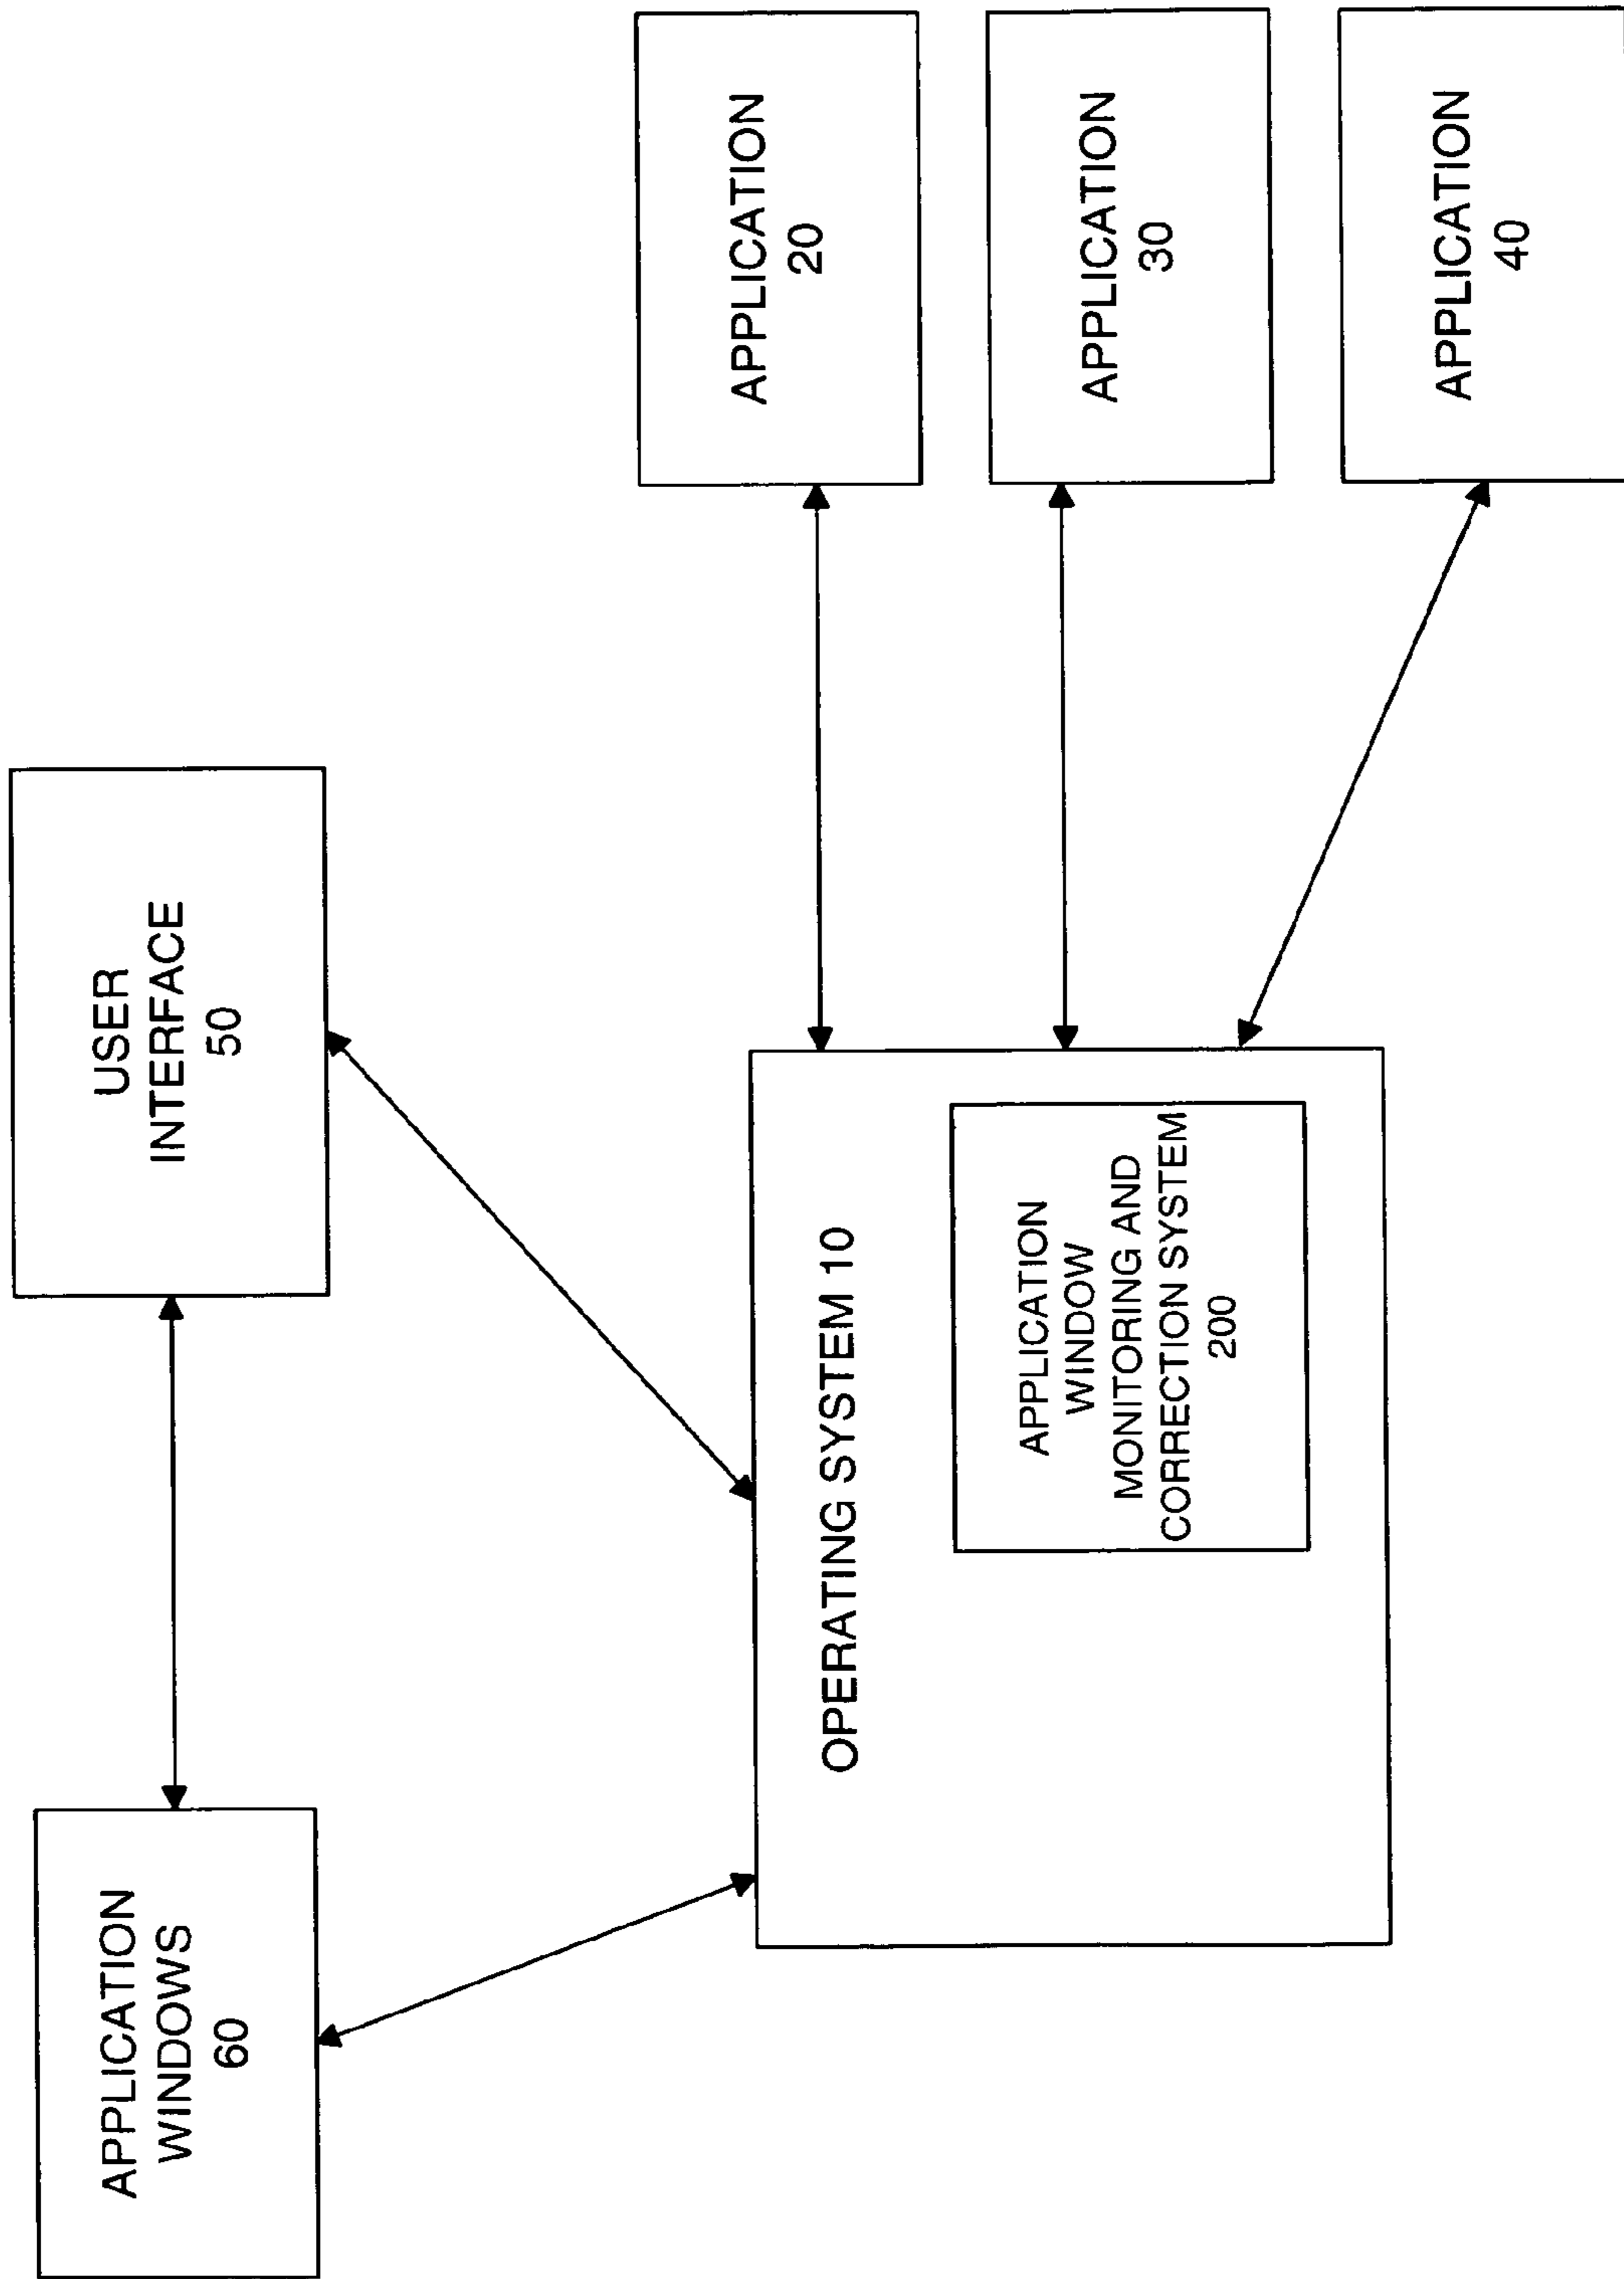 APPLICATION
WINDOWS
60
USER
INTERFACE
50
OPERATING SYSTEM 10
APPLICATION
WINDOW
MONITORING AND
CORRECTION SYSTEM
200
APPLICATION
20
APPLICATION
30
APPLICATION
40